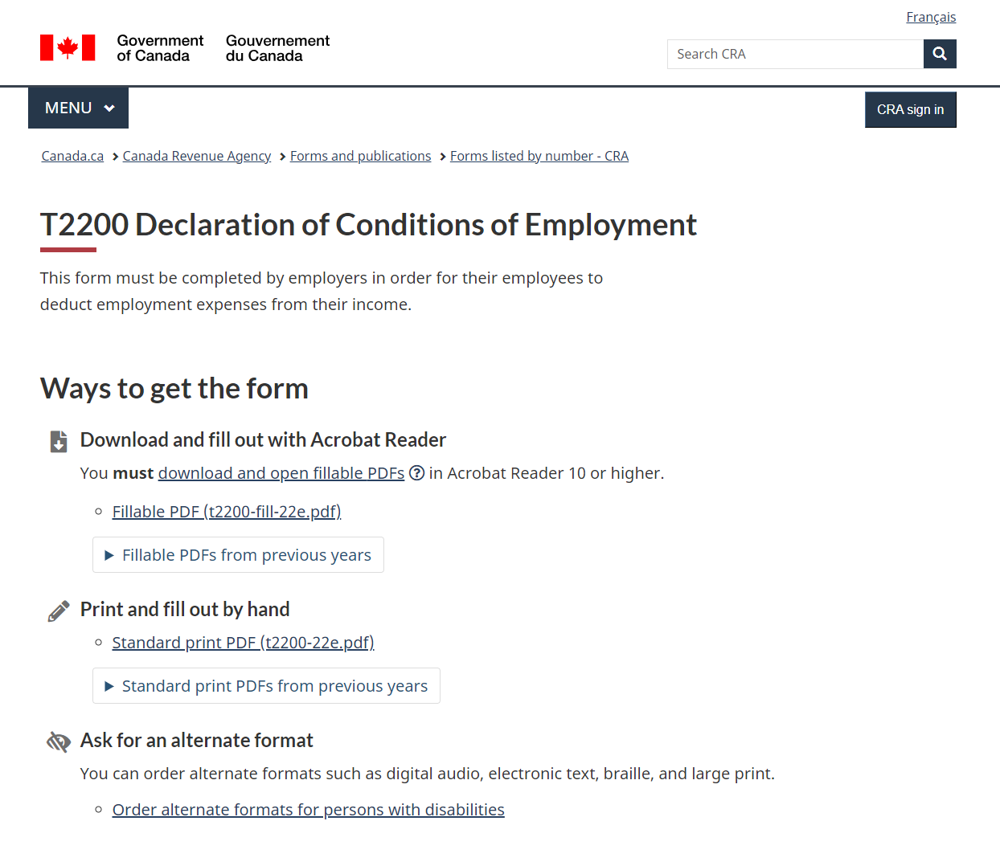 Français
Government
of Canada
Gouvernement
du Canada
Search CRA
MENU
CRA sign in
Canada.ca
Canada Revenue Agency
Forms and publications
Forms listed by number - CRA
T2200 Declaration of Conditions of Employment
This form must be completed by employers in order for their employees to
deduct employment expenses from their income.
Ways to get the form
Download and fill out with Acrobat Reader
You must download and open fillable PDFs ? in Acrobat Reader 10 or higher.
Fillable PDF (t2200-fill-22e.pdf)
Fillable PDFs from previous years
Print and fill out by hand
Standard print PDF (t2200-22e.pdf)
Standard print PDFs from previous years
Ask for an alternate format
You can order alternate formats such as digital audio, electronic text, braille, and large print.
Order alternate formats for persons with disabilities